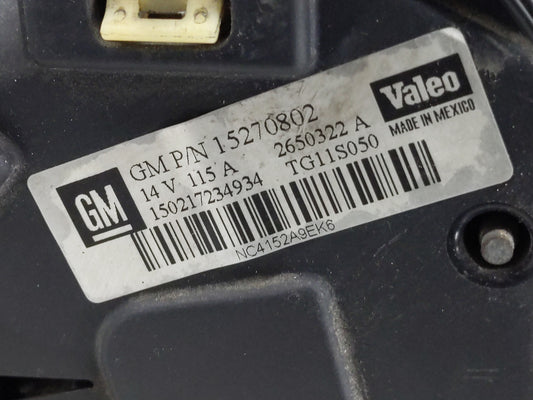 GM
GM P/N 15270802
14 V 115 A 2650322 A
150217234934 TG11S050
NC4152A9EK6
Valeo
MADE IN MEXICO